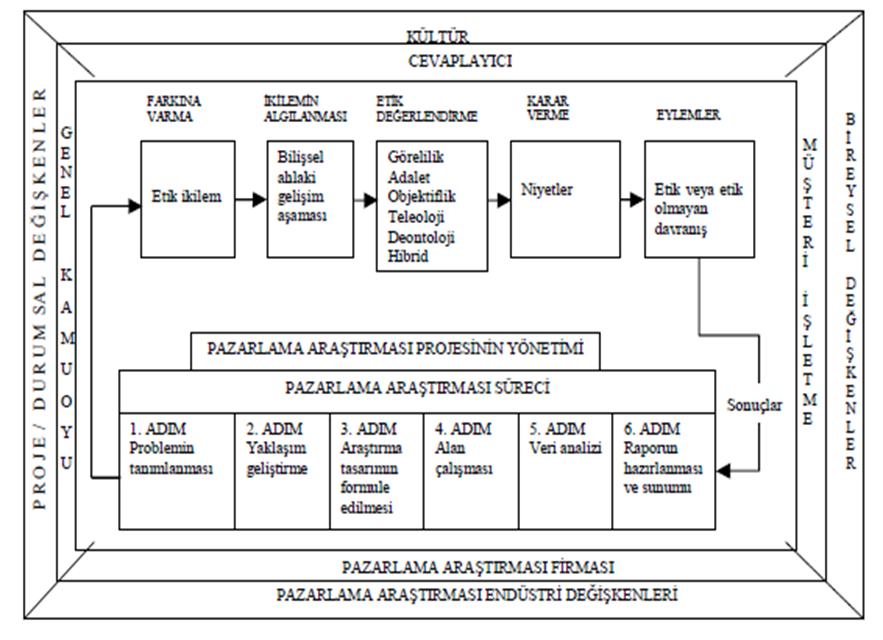 KÜLTÜR
CEVAPLAYICI
PROJE/ DURUMSAL DEĞİŞKENLER
GENEL KAMUOYU
FARKINA
VARMA
İKİLEMİN
ALGILANMASI
ETİK
DEĞERLENDİRME
KARAR
VERME
EYLEMLER
Etik ikilem
Bilişsel
ahlaki
gelişim
aşaması
Görelilik
Adalet
Objektiflik
Teleoloji
Deontoloji
Hibrid
Niyetler
Etik veya etik
olmayan
davranış
MÜŞTERİ İŞLETME
BİREYSEL DEĞİŞKENLER
PAZARLAMA ARAŞTIRMASI PROJESİNİN YÖNETİMİ
PAZARLAMA ARAŞTIRMASI SÜRECİ
Sonuçlar
1. ADIM
Problemin
tanımlanması
2. ADIM
Yaklaşım
geliştirme
3. ADIM
Araştırma
tasarımın
formule
edilmesi
4. ADIM
Alan
çalışması
5. ADIM
Veri analizi
6. ADIM
Raporun
hazırlanması
ve sunumu
PAZARLAMA ARAŞTIRMASI FİRMASI
PAZARLAMA ARAŞTIRMASI ENDÜSTRİ DEĞİŞKENLERİ